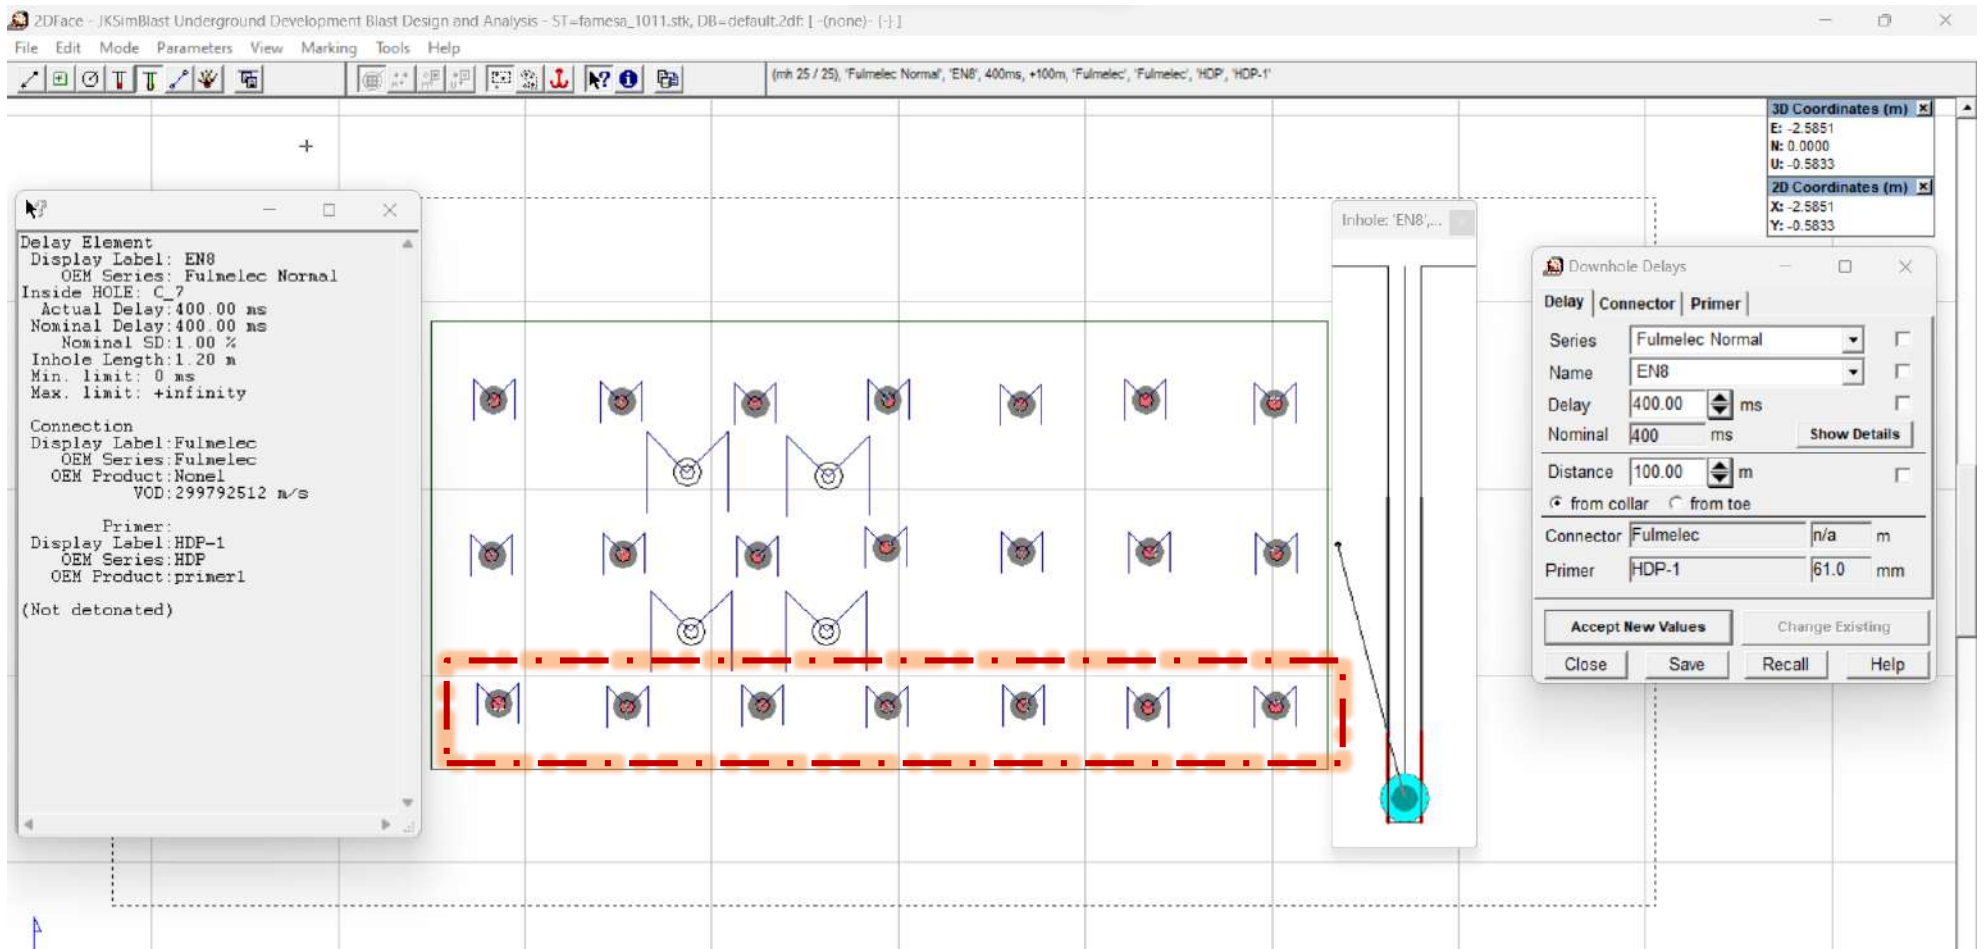 2DFace - JKSimBlast Underground Development Blast Design and Analysis - ST=famesa_1011.stk, DB=default.2df: [ -(none)- {-} ]
File Edit Mode Parameters View Marking Tools Help
(mh 25 / 25), 'Fulmelec Normal', 'EN8', 400ms, +100m, 'Fulmelec', 'Fulmelec', 'HDP', 'HDP-1'
3D Coordinates (m)
E: -2.5851
N: 0.0000
U: -0.5833
2D Coordinates (m)
X: -2.5851
Y: -0.5833
Delay Element
Display Label: EN8
OEM Series: Fulmelec Normal
Inside HOLE: C_7
Actual Delay:400.00 ms
Nominal Delay:400.00 ms
Nominal SD:1.00 %
Inhole Length:1.20 m
Min. limit: 0 ms
Max. limit: +infinity
Connection
Display Label:Fulmelec
OEM Series:Fulmelec
OEM Product:Nonel
VOD:299792512 m/s
Primer:
Display Label:HDP-1
OEM Series:HDP
OEM Product:primer1
(Not detonated)
Inhole: 'EN8',...
Downhole Delays
Delay Connector Primer
Series Fulmelec Normal
Name EN8
Delay 400.00 ms
Nominal 400 ms Show Details
Distance 100.00 m
from collar from toe
Connector Fulmelec n/a m
Primer HDP-1 61.0 mm
Accept New Values Change Existing
Close Save Recall Help